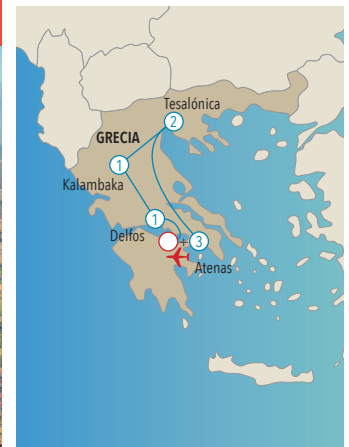 Tesalónica
2
GRECIA
1
Kalambaka
1
Delfos
+
3
Atenas